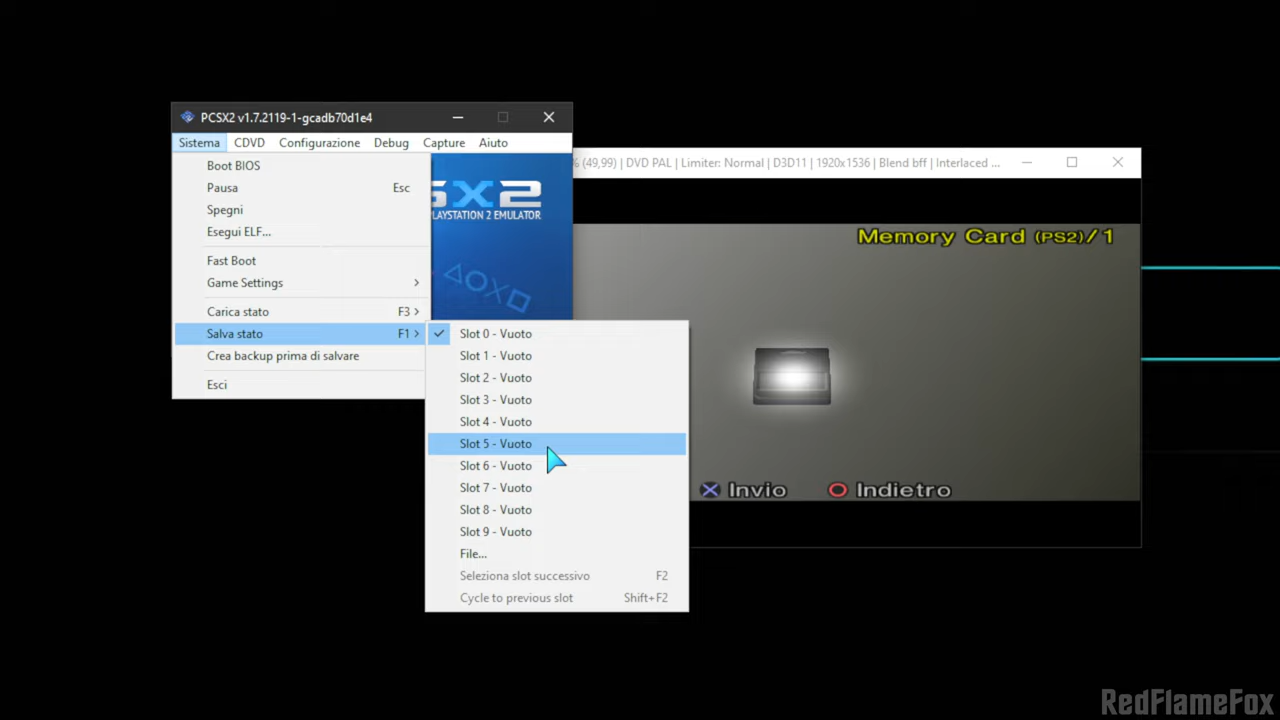 PCSX2 v1.7.2119-1-gcadb70d1e4
Sistema CDVD Configurazione Debug Capture Aiuto
Boot BIOS
Pausa Esc
Spegni
Esegui ELF...
Fast Boot
Game Settings
Carica stato F3
Salva stato F1
Crea backup prima di salvare
Esci
SX2
LAYSTATION 2 EMULATOR
Slot 0 - Vuoto
Slot 1 - Vuoto
Slot 2 - Vuoto
Slot 3 - Vuoto
Slot 4 - Vuoto
Slot 5 - Vuoto
Slot 6 - Vuoto
Slot 7 - Vuoto
Slot 8 - Vuoto
Slot 9 - Vuoto
File...
Seleziona slot successivo F2
Cycle to previous slot Shift+F2
% (49,99) | DVD PAL | Limiter: Normal | D3D11 | 1920x1536 | Blend bff | Interlaced ...
Memory Card (PS2)/1
Invio Indietro
RedFlameFox